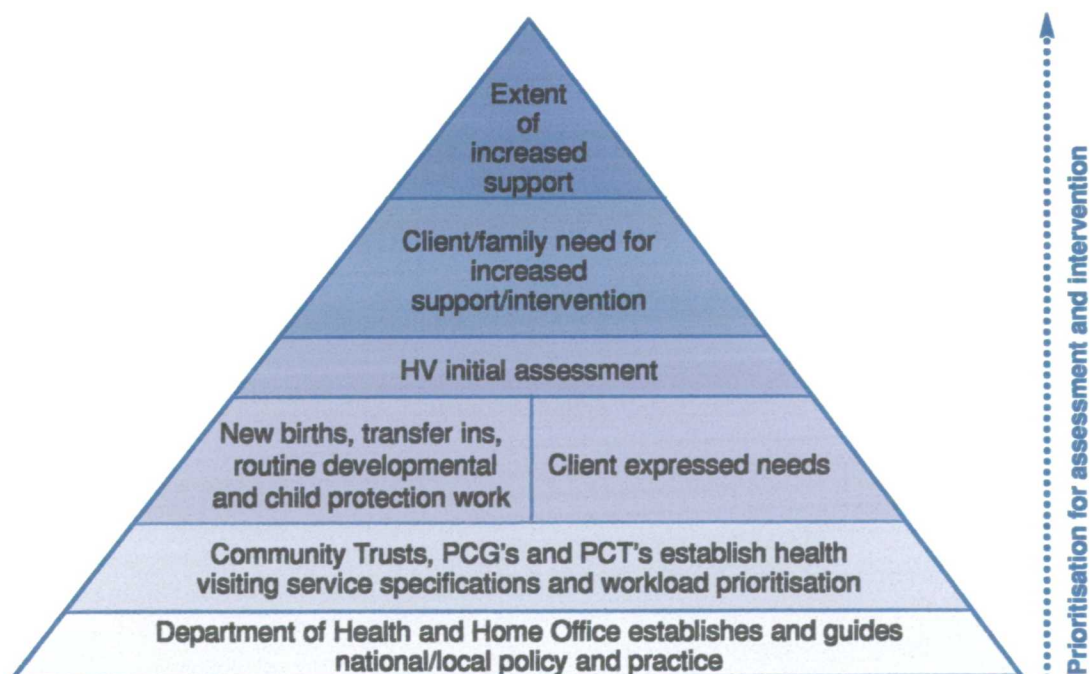 Extent
of
increased
support
Client/family need for
increased
support/intervention
HV initial assessment
New births, transfer ins,
routine developmental
and child protection work
Client expressed needs
Community Trusts, PCG's and PCT's establish health
visiting service specifications and workload prioritisation
Department of Health and Home Office establishes and guides
national/local policy and practice
Prioritisation for assessment and intervention